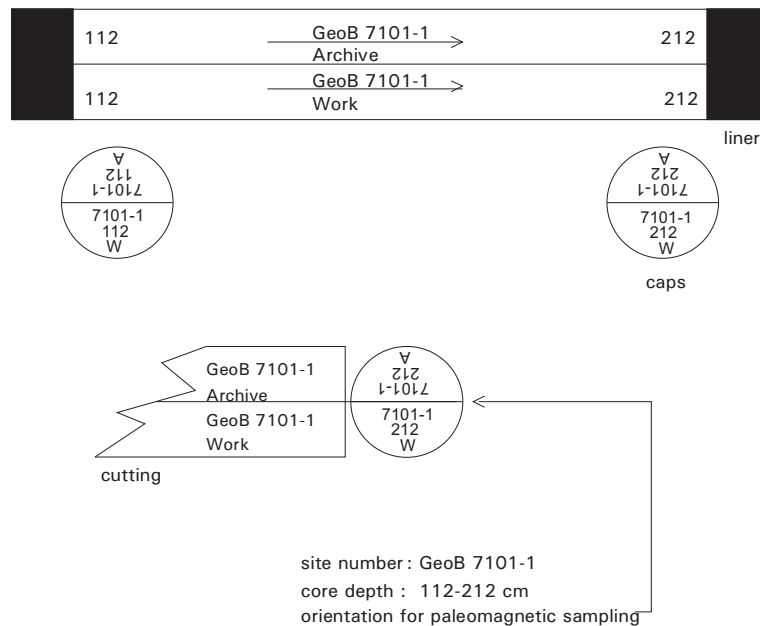 112 GeoB 7101-1 212
Archive
GeoB 7101-1
112 Work 212
liner
A
112
7101-1
7101-1
112
W
A
212
7101-1
7101-1
212
W
caps
GeoB 7101-1
Archive
GeoB 7101-1
Work
A
212
7101-1
7101-1
212
W
cutting
site number : GeoB 7101-1
core depth : 112-212 cm
orientation for paleomagnetic sampling